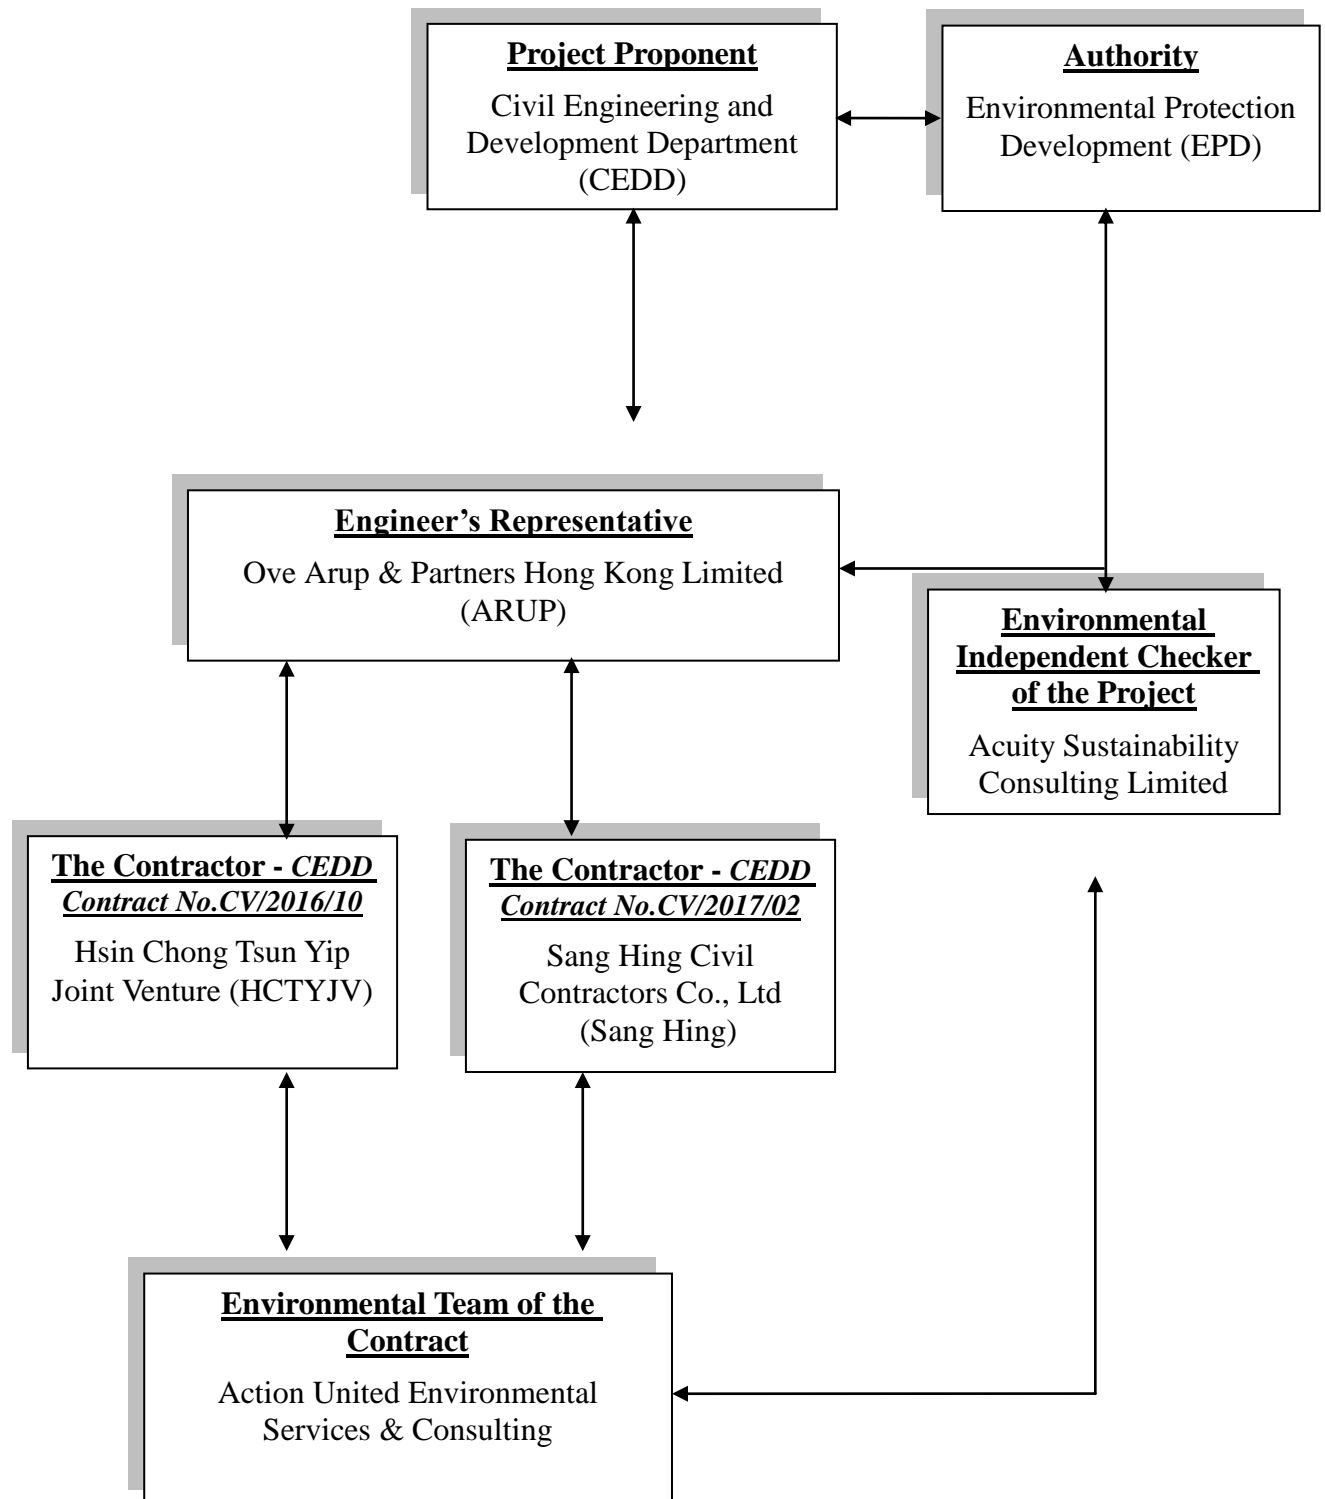 Project Proponent
Civil Engineering and
Development Department
(CEDD)
Authority
Environmental Protection
Development (EPD)
Engineer’s Representative
Ove Arup & Partners Hong Kong Limited
(ARUP)
Environmental
Independent Checker
of the Project
Acuity Sustainability
Consulting Limited
The Contractor - CEDD
Contract No.CV/2016/10
Hsin Chong Tsun Yip
Joint Venture (HCTYJV)
The Contractor - CEDD
Contract No.CV/2017/02
Sang Hing Civil
Contractors Co., Ltd
(Sang Hing)
Environmental Team of the
Contract
Action United Environmental
Services & Consulting